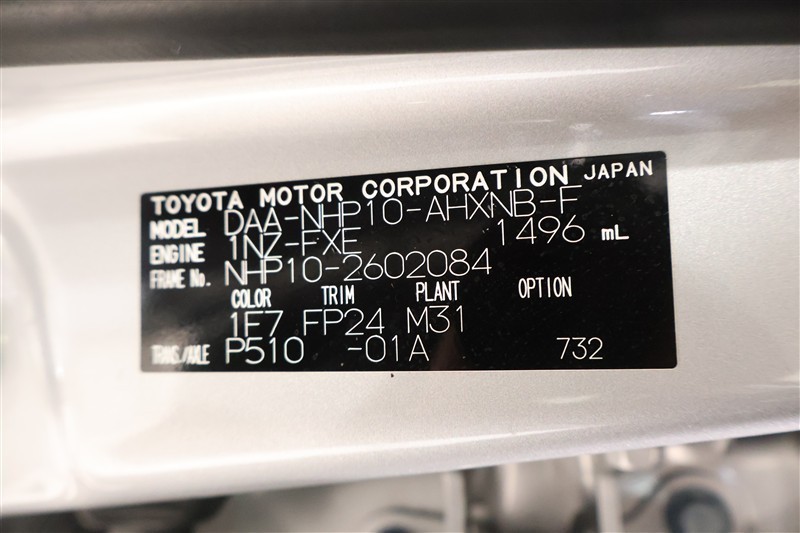 TOYOTA MOTOR CORPORATION JAPAN
MODEL DAA-NHP10-AHXNB-F
ENGINE 1NZ-FXE 1496 mL
FRAME No. NHP10-2602084
COLOR TRIM PLANT OPTION
1F7 FP24 M31
TRANS./AXLE P510 -01A 732